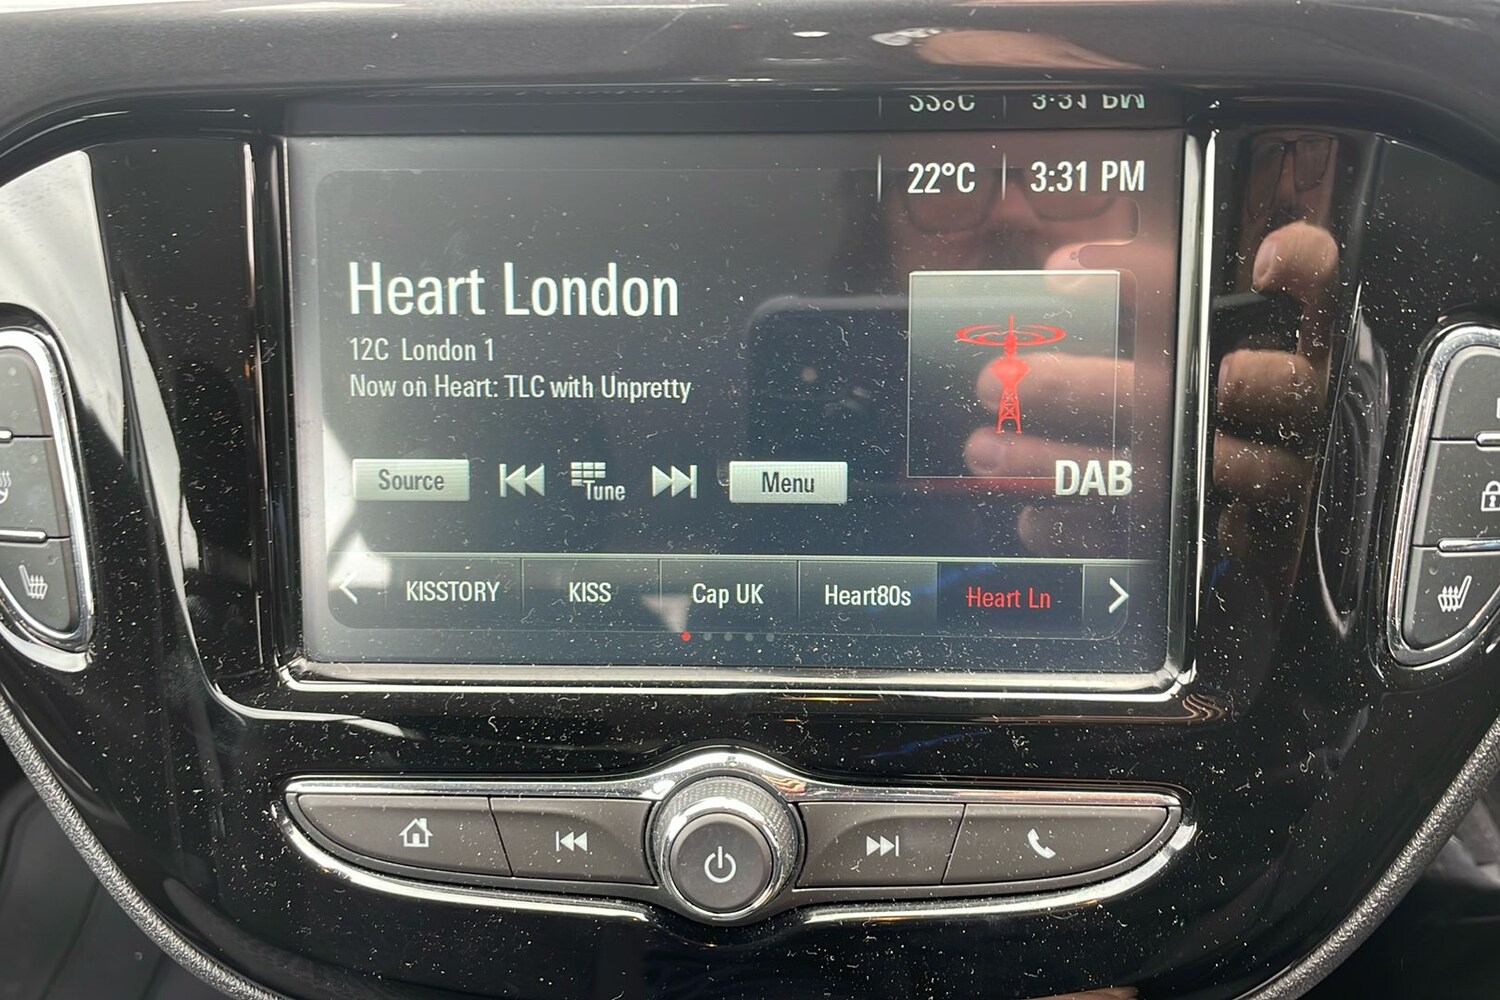 22°C 3:31 PM
Heart London
12C London 1
Now on Heart: TLC with Unpretty
Source Tune Menu
DAB
KISSTORY KISS Cap UK Heart80s Heart Ln